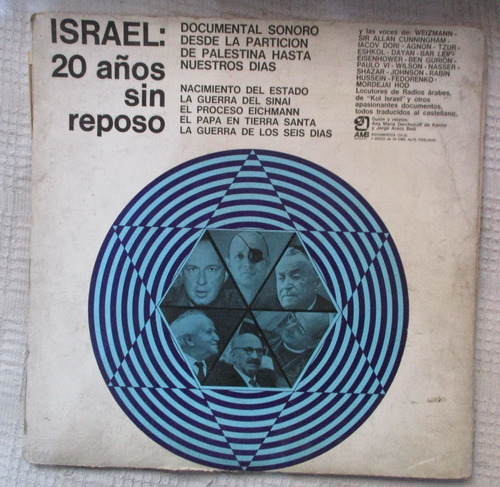 ISRAEL:
20 años
sin
reposo
DOCUMENTAL SONORO
DESDE LA PARTICION
DE PALESTINA HASTA
NUESTROS DIAS
NACIMIENTO DEL ESTADO
LA GUERRA DEL SINAI
EL PROCESO EICHMANN
EL PAPA EN TIERRA SANTA
LA GUERRA DE LOS SEIS DIAS
y las voces de: WEIZMANN-
SIR ALLAN CUNNINGHAM,
IACOV DORI - AGNON - TZUR-
ESHKOL - DAYAN - BAR LEV-
EISENHOWER - BEN GURION-
PAULO VI - WILSON - NASSER-
SHAZAR - JOHNSON - RABIN
HUSSEIN - FEDORENKO-
MORDEJAI HOD
Locutores de Radios árabes,
de "Kol Israel" y otros
apasionantes documentos,
todos traducidos al castellano.
Guión y relatos:
y Jorge
AMB